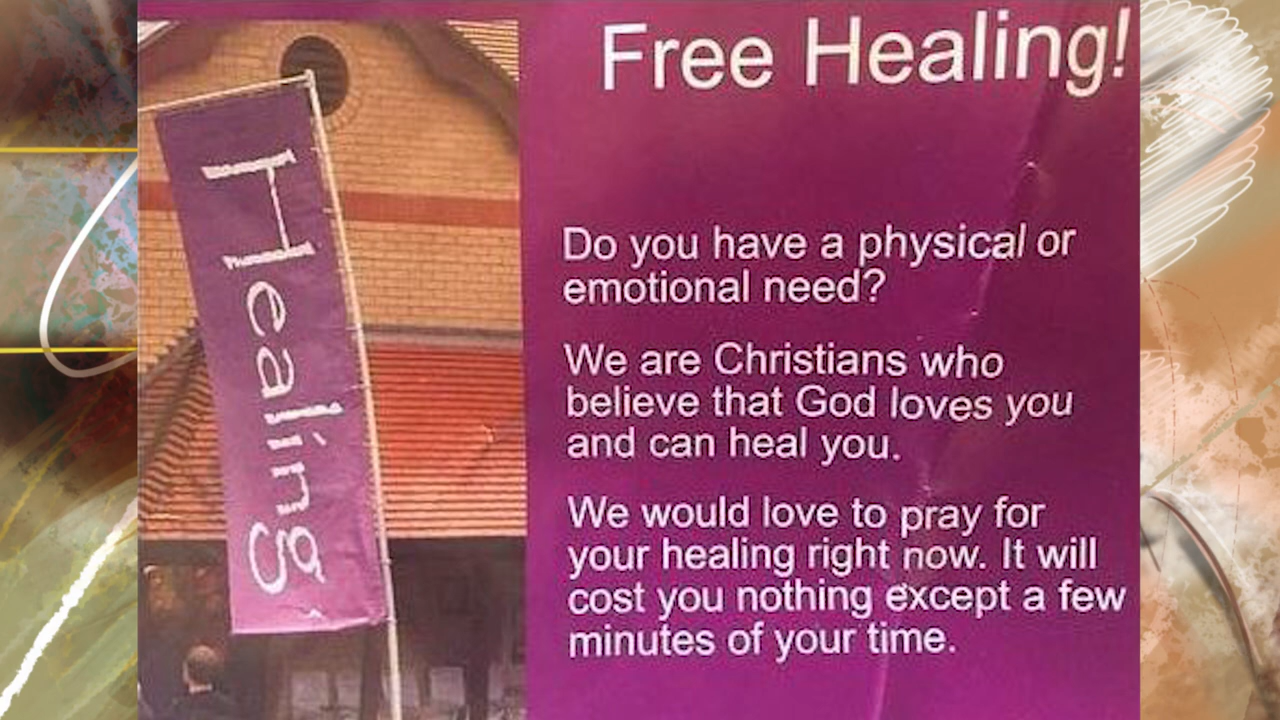 Healing
Free Healing!
Do you have a physical or
emotional need?
We are Christians who
believe that God loves you
and can heal you.
We would love to pray for
your healing right now. It will
cost you nothing except a few
minutes of your time.